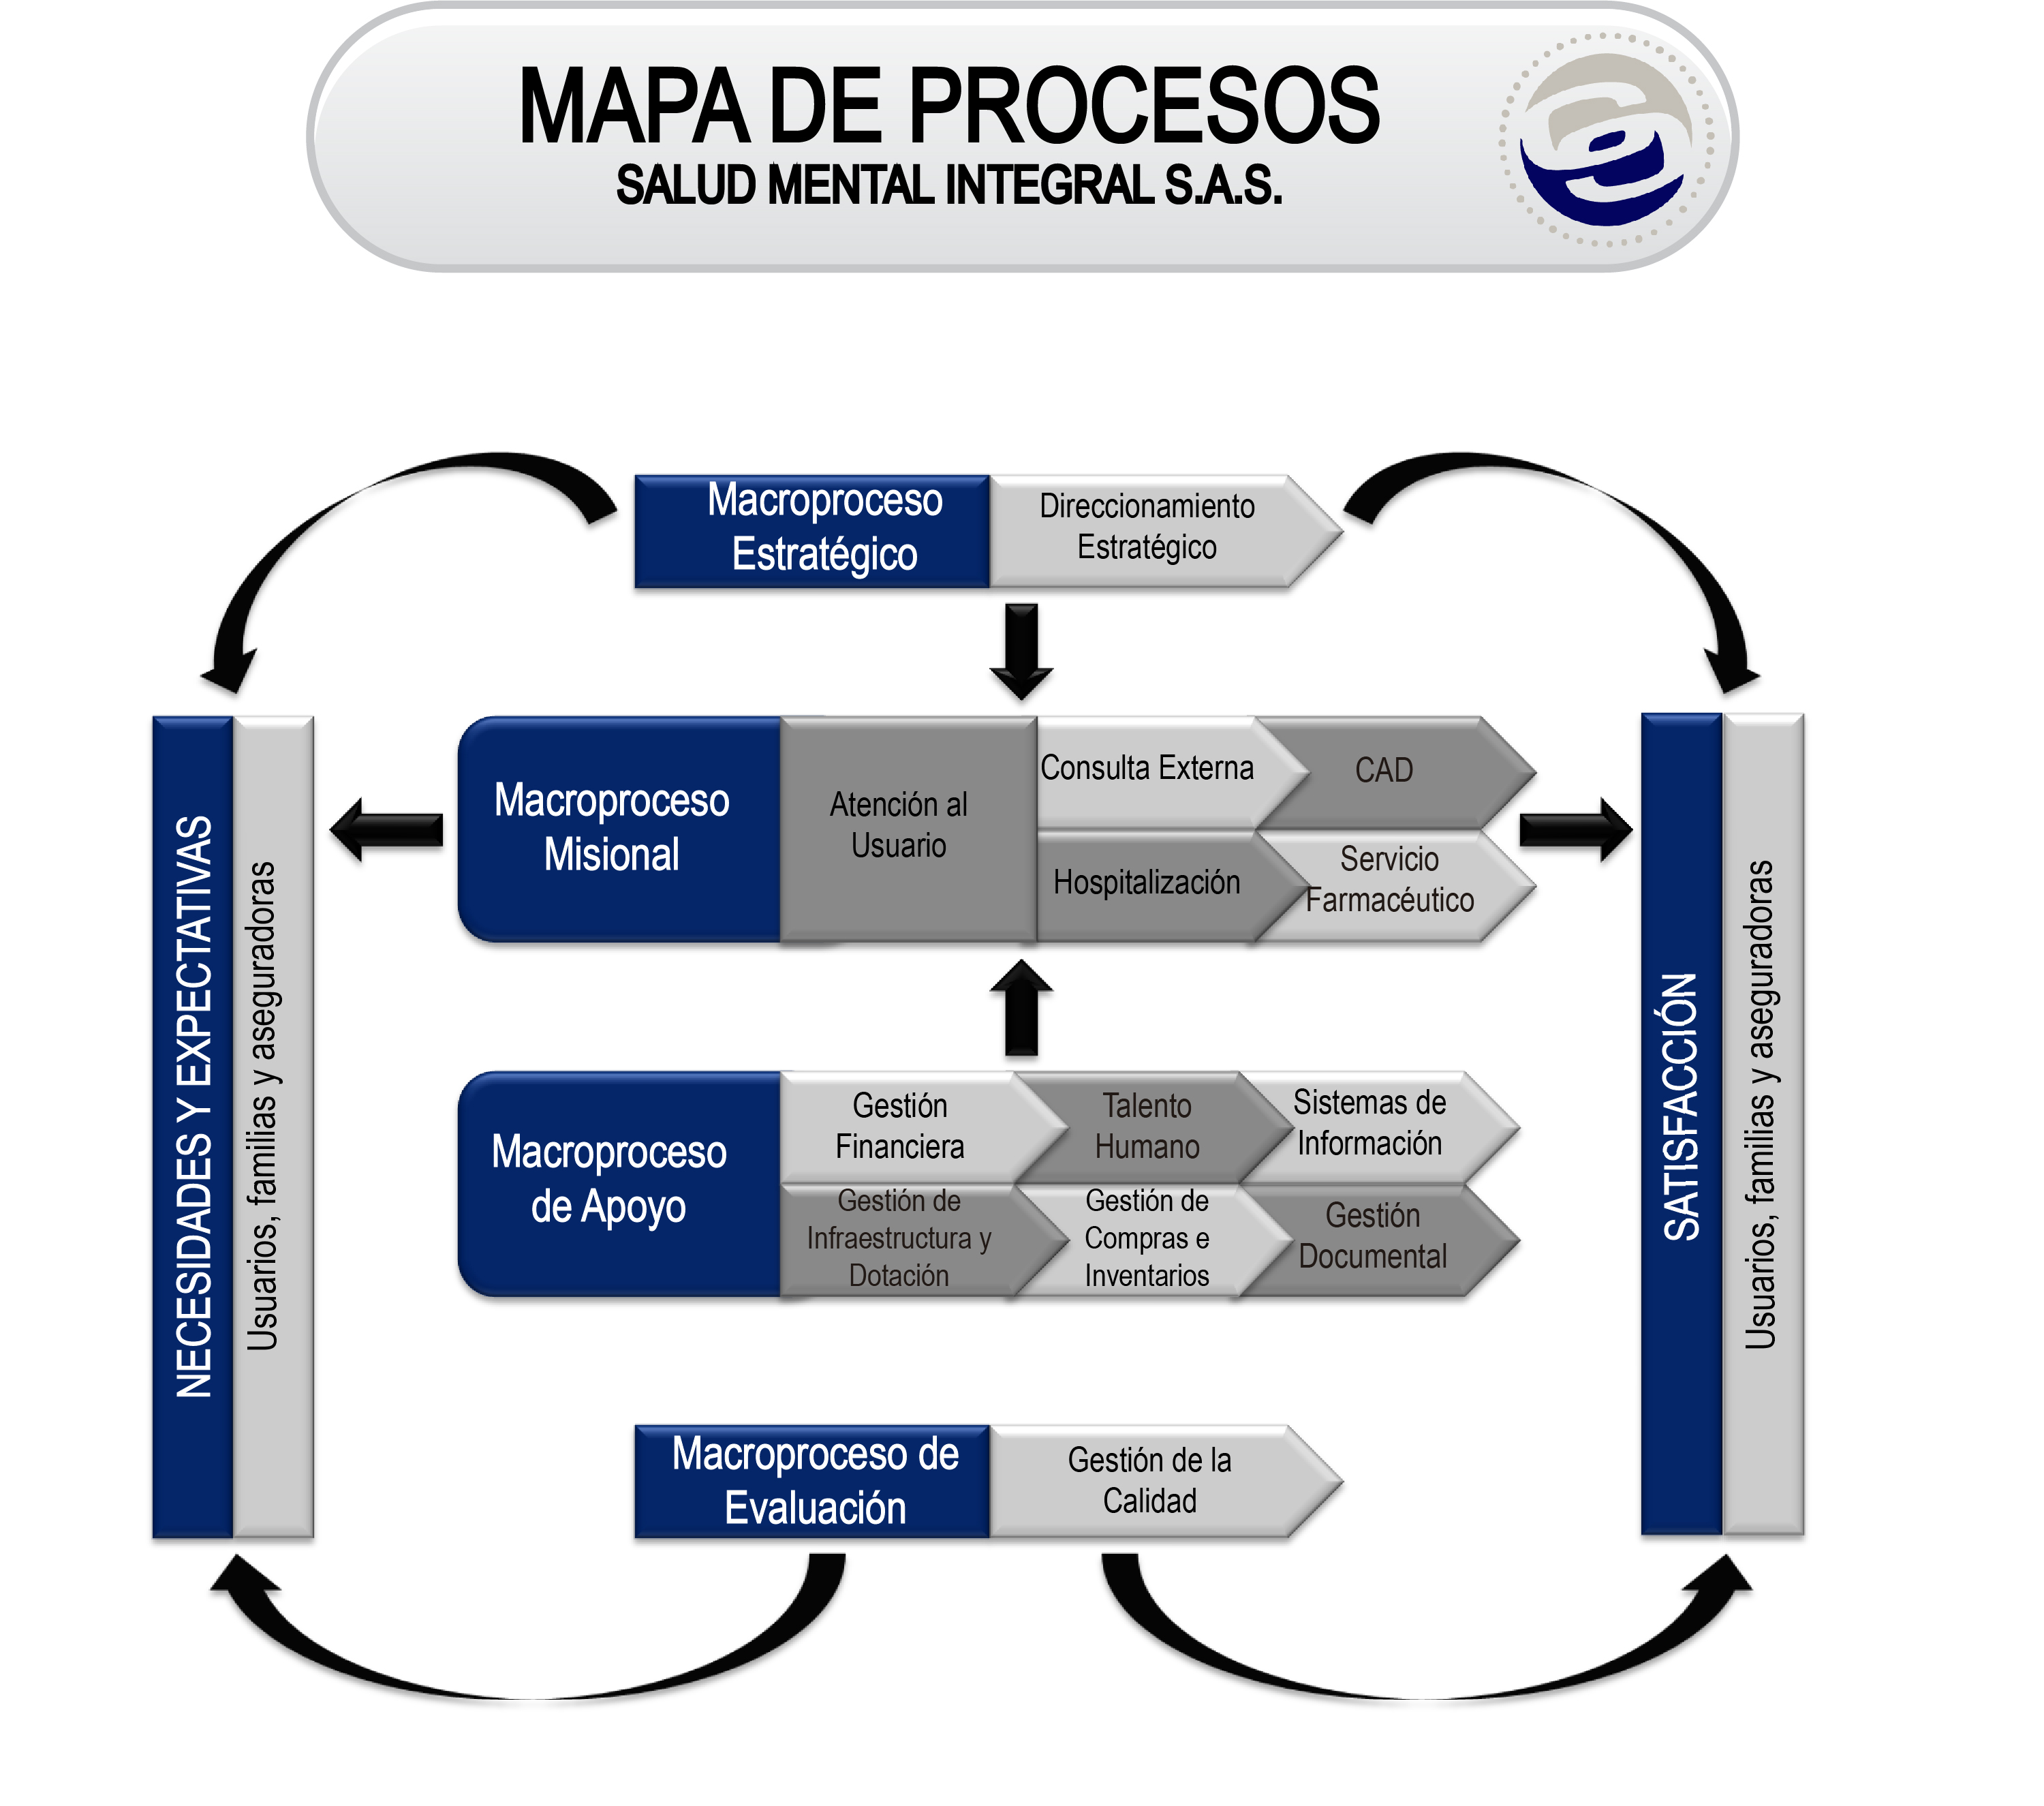 MAPA DE PROCESOS
SALUD MENTAL INTEGRAL S.A.S.
Macroproceso
Estratégico
Direccionamiento
Estratégico
NECESIDADES Y EXPECTATIVAS
Usuarios, familias y aseguradoras
Macroproceso
Misional
Atención al
Usuario
Consulta Externa
CAD
Hospitalización
Servicio
Farmacéutico
Macroproceso
de Apoyo
Gestión
Financiera
Talento
Humano
Sistemas de
Información
Gestión de
Infraestructura y
Dotación
Gestión de
Compras e
Inventarios
Gestión
Documental
Macroproceso de
Evaluación
Gestión de la
Calidad
SATISFACCIÓN
Usuarios, familias y aseguradoras